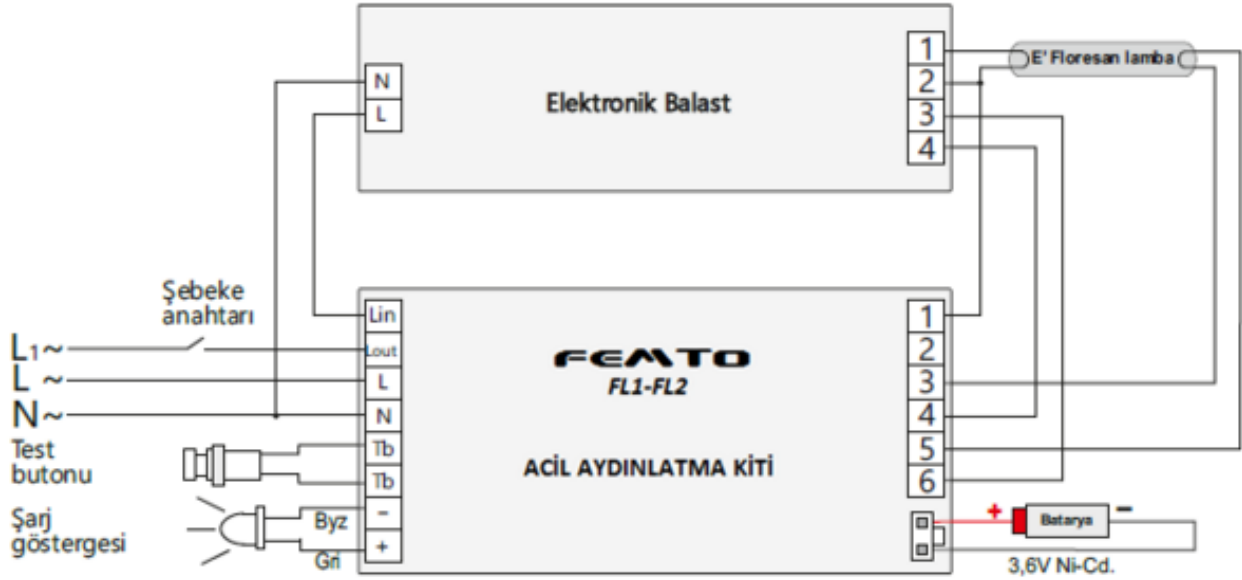 N
L
Elektronik Balast
1
2
3
4
E' Floresan lamba
Şebeke
anahtarı
L1~
L ~
N~
Test
butonu
Şarj
göstergesi
Byz
Gri
Lin
Lout
L
N
Tb
Tb
−
+
FEMTO
FL1-FL2
ACİL AYDINLATMA KİTİ
1
2
3
4
5
6
+
Batarya
−
3,6V Ni-Cd.